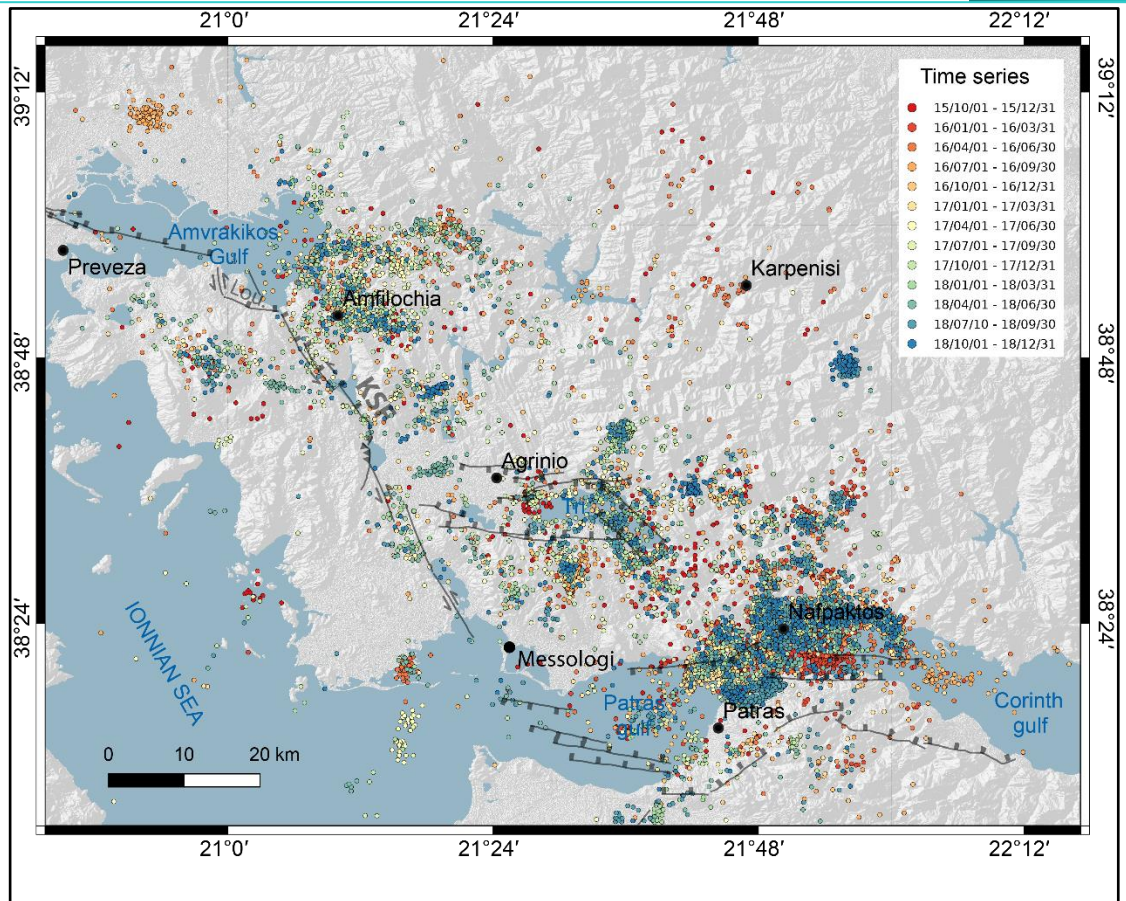 21°0′ 21°24′ 21°48′ 22°12′
39°12′
39°12′
Time series
15/10/01 - 15/12/31
16/01/01 - 16/03/31
16/04/01 - 16/06/30
16/07/01 - 16/09/30
16/10/01 - 16/12/31
17/01/01 - 17/03/31
17/04/01 - 17/06/30
17/07/01 - 17/09/30
17/10/01 - 17/12/31
18/01/01 - 18/03/31
18/04/01 - 18/06/30
18/07/10 - 18/09/30
18/10/01 - 18/12/31
Amvrakikos
Gulf
Preveza
Karpenisi
Lou
Amfilochia
38°48′
38°48′
KSR
Agrinio
Tri
38°24′
38°24′
Nafpaktos
IONNIAN SEA
Messologi
Patras
gulf
Patras
Corinth
gulf
0 10 20 km
21°0′ 21°24′ 21°48′ 22°12′